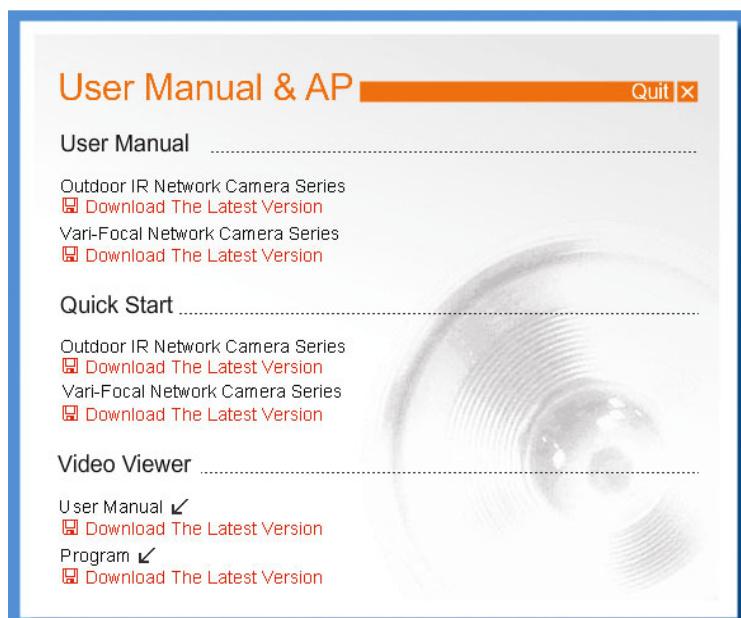 User Manual & AP
Quit
User Manual
Outdoor IR Network Camera Series
Download The Latest Version
Vari-Focal Network Camera Series
Download The Latest Version
Quick Start
Outdoor IR Network Camera Series
Download The Latest Version
Vari-Focal Network Camera Series
Download The Latest Version
Video Viewer
User Manual
Download The Latest Version
Program
Download The Latest Version